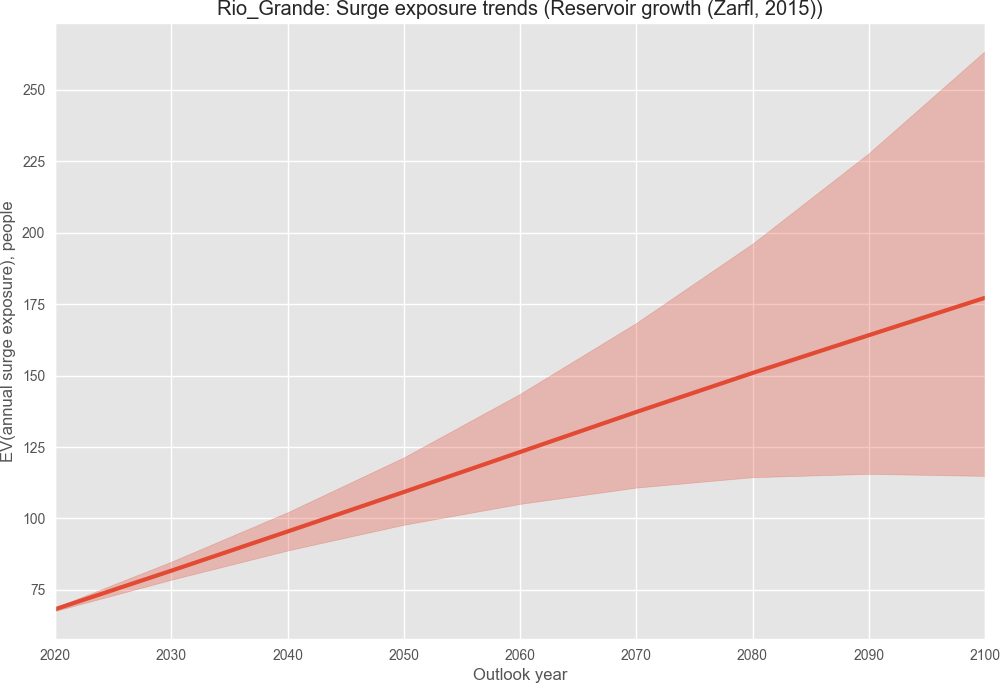 Rio_Grande: Surge exposure trends (Reservoir growth (Zarfl, 2015))
EV(annual surge exposure), people
250
225
200
175
150
125
100
75
2020 2030 2040 2050 2060 2070 2080 2090 2100
Outlook year